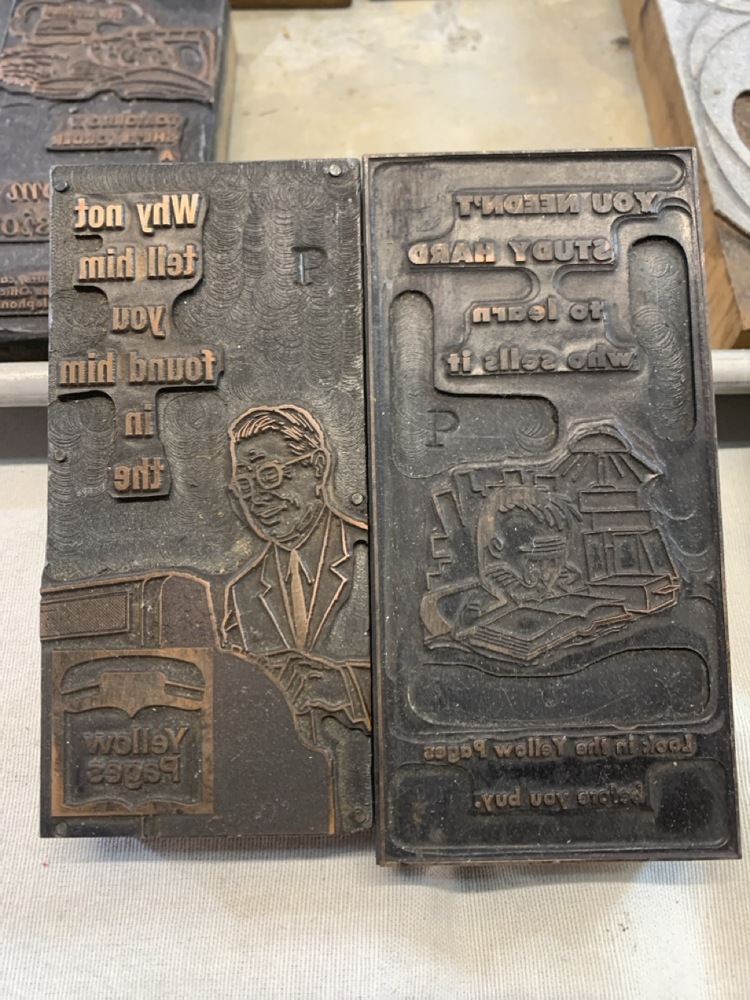 Why not
tell him
you
found him
in
the
Yellow
Pages
P
YOU NEEDN'T
STUDY HARD
to learn
who sells it
P
Look in the Yellow Pages
before you buy.